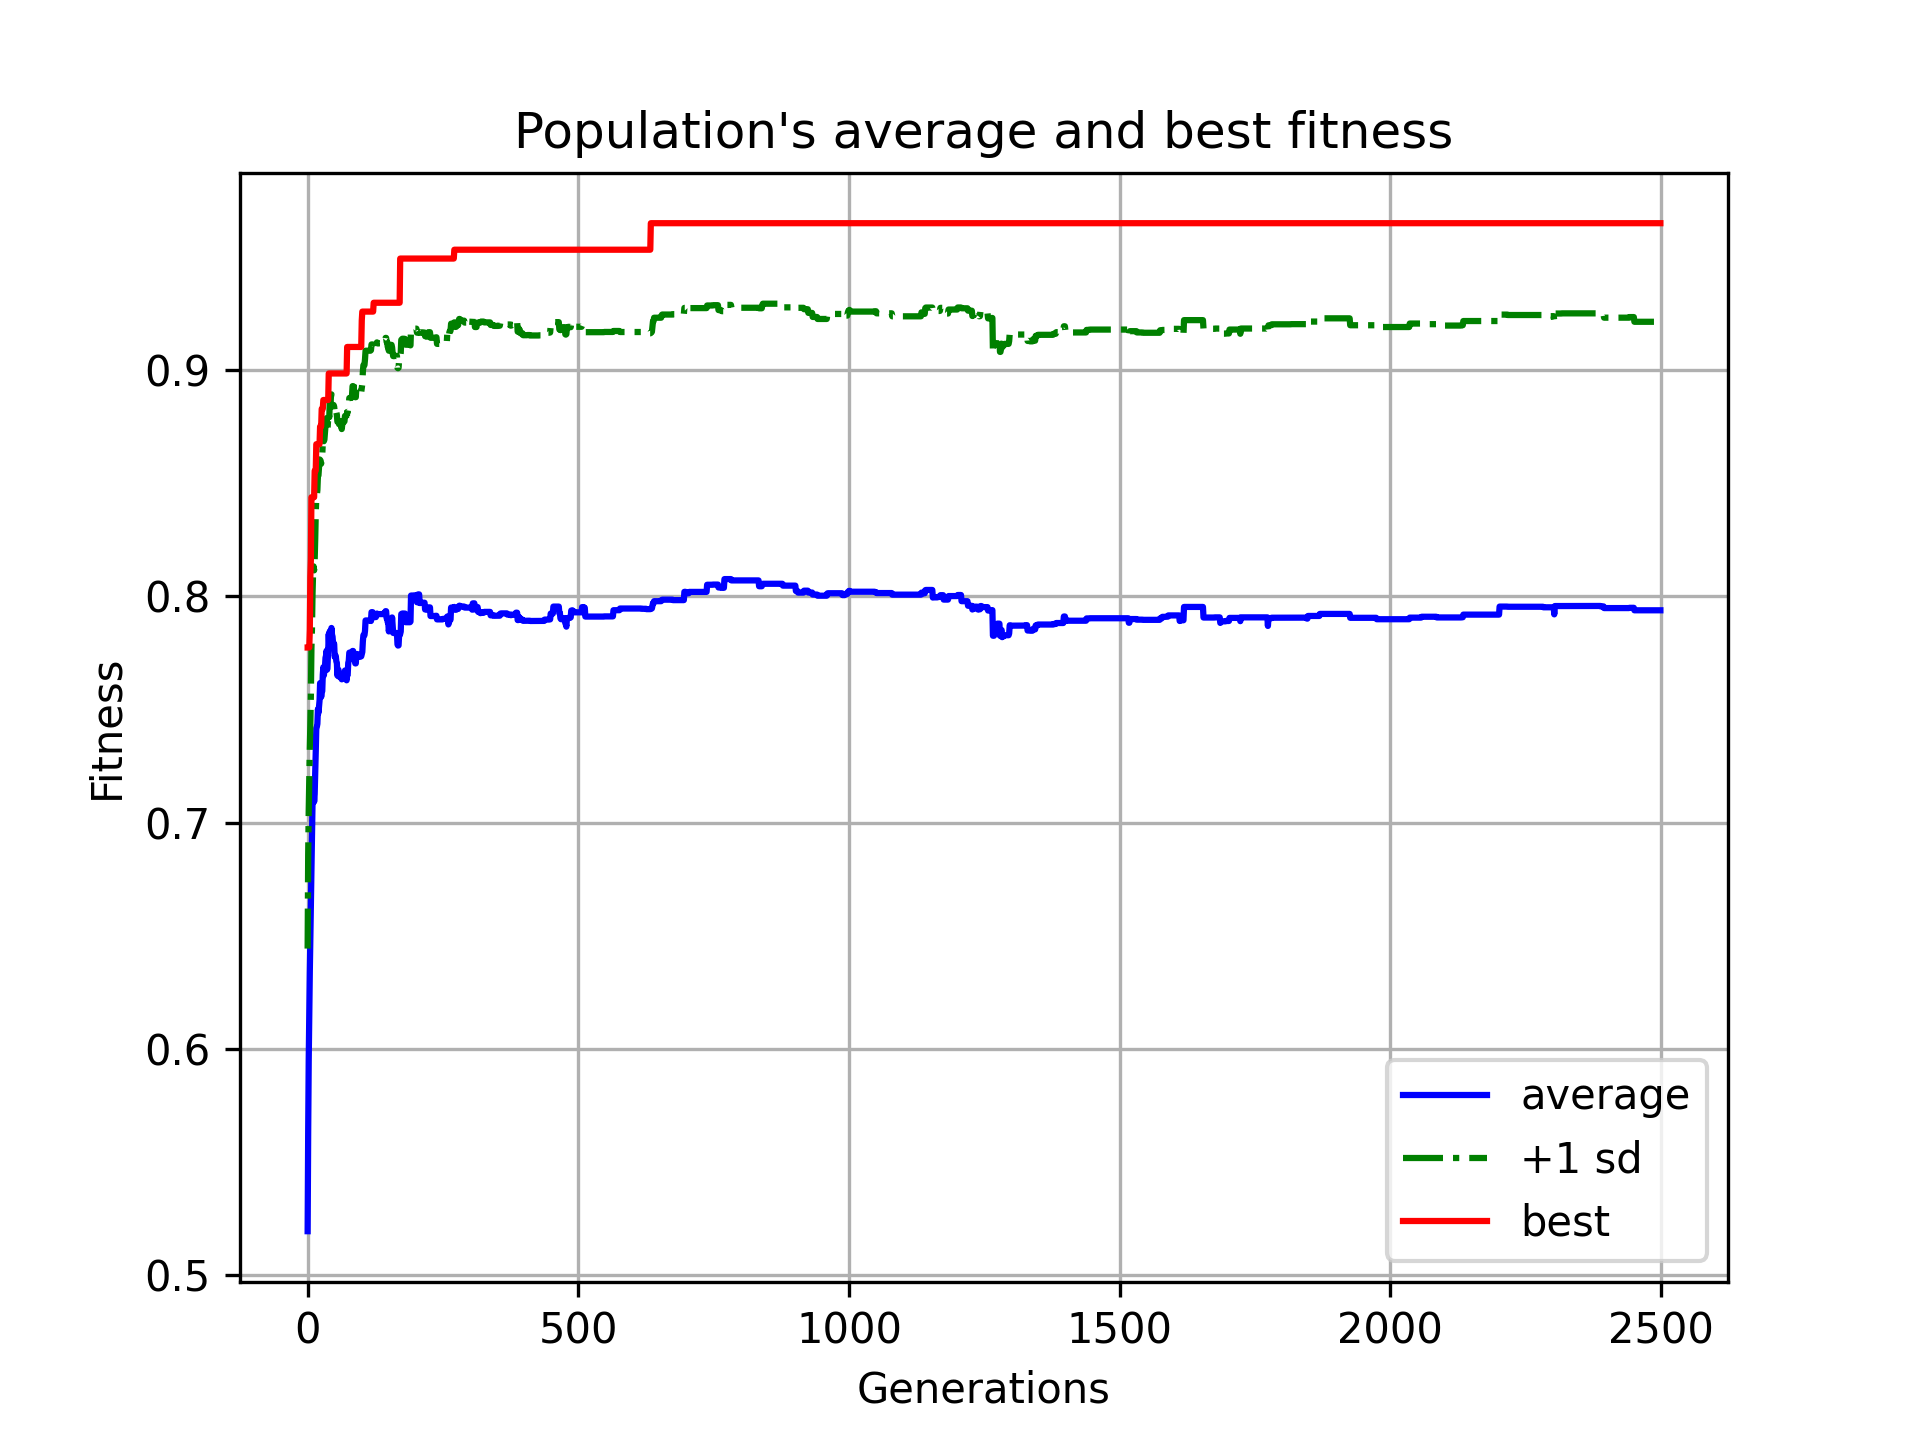 Population's average and best fitness
Fitness
0.9
0.8
0.7
0.6
0.5
0 500 1000 1500 2000 2500
Generations
average
+1 sd
best